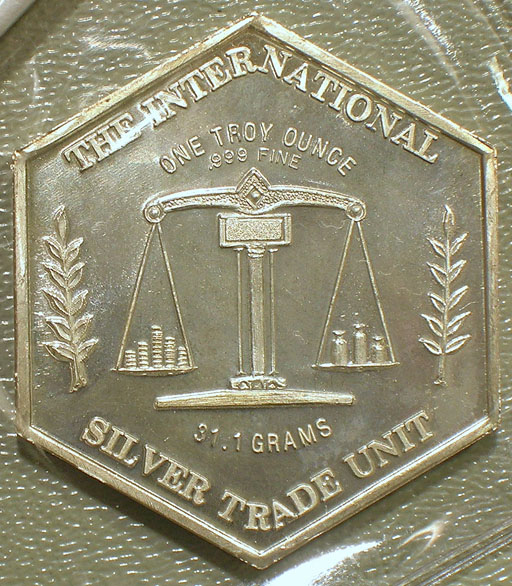 THE INTERNATIONAL
ONE TROY OUNCE
.999 FINE
31.1 GRAMS
SILVER TRADE UNIT